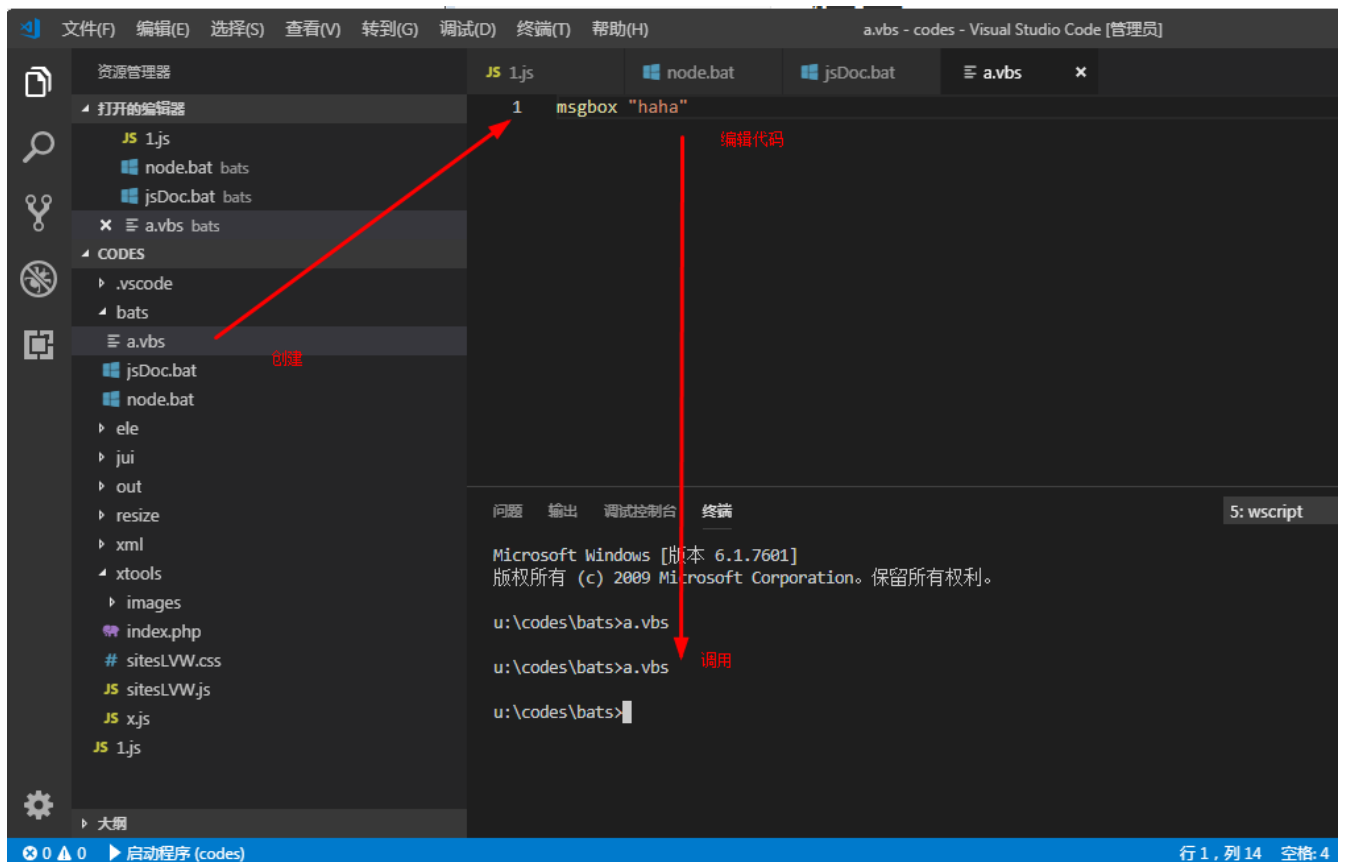 文件(F) 编辑(E) 选择(S) 查看(V) 转到(G) 调试(D) 终端(T) 帮助(H) a.vbs - codes - Visual Studio Code [管理员]
资源管理器
打开的编辑器
JS 1.js
node.bat bats
jsDoc.bat bats
a.vbs bats
CODES
.vscode
bats
a.vbs
创建
jsDoc.bat
node.bat
ele
jui
out
resize
xml
xtools
images
index.php
# sitesLVW.css
JS sitesLVW.js
JS x.js
JS 1.js
大纲
JS 1.js node.bat jsDoc.bat a.vbs
1 msgbox "haha"
编辑代码
问题 输出 调试控制台 终端 5: wscript
Microsoft Windows [版本 6.1.7601]
版权所有 (c) 2009 Microsoft Corporation。保留所有权利。
u:\codes\bats>a.vbs
u:\codes\bats>a.vbs
调用
u:\codes\bats>
0 0 启动程序 (codes) 行 1，列 14 空格: 4